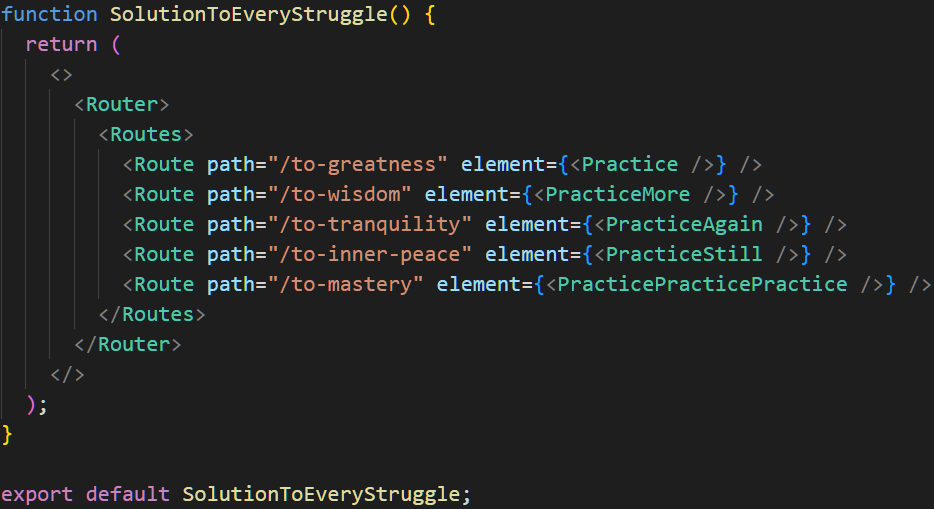 function SolutionToEveryStruggle() {
  return (
    <>
      <Router>
        <Routes>
          <Route path="/to-greatness" element={<Practice />} />
          <Route path="/to-wisdom" element={<PracticeMore />} />
          <Route path="/to-tranquility" element={<PracticeAgain />} />
          <Route path="/to-inner-peace" element={<PracticeStill />} />
          <Route path="/to-mastery" element={<PracticePracticePractice />} />
        </Routes>
      </Router>
    </>
  );
}

export default SolutionToEveryStruggle;